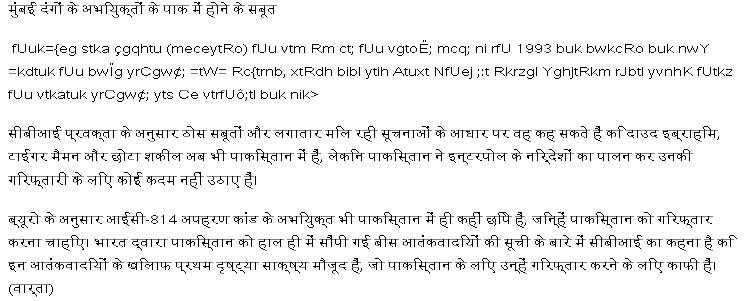 मुंबई दंगों के अभियुक्तों के पाक में होने के सबूत
fUuk={eg stka çgqhtu (meceytRo) fUu vtm Rm ct; fUu vgtoË; mcq; ni rfU 1993 buk bwkcRo buk nwY
=kdtuk fUu bwÏg yrCgwȼ; =tW= Rc{trnb, xtRdh bibl ytih Atuxt NfUej ;:t Rkrzgl YghjtRkm rJbtl yvnhK fUtkz
fUu vtkatuk yrCgwȼ; yts Ce vtrfUô;tl buk nik>
सीबीआई प्रवक्ता के अनुसार ठोस सबूतों और लगातार मिल रही सूचनाओं के आधार पर वह कह सकते हैं कि दाउद इब्राहिम,
टाईगर मैमन और छोटा शकील अब भी पाकिस्तान में हैं, लेकिन पाकिस्तान ने इन्टरपोल के निर्देशों का पालन कर उनकी
गिरफ्तारी के लिए कोई कदम नहीं उठाए हैं।
ब्यूरो के अनुसार आईसी-814 अपहरण कांड के अभियुक्त भी पाकिस्तान में ही कहीं छिपे हैं, जिन्हें पाकिस्तान को गिरफ्तार
करना चाहिए। भारत द्वारा पाकिस्तान को हाल ही में सौंपी गई बीस आतंकवादियों की सूची के बारे में सीबीआई का कहना है कि
इन आतंकवादियों के खिलाफ प्रथम दृष्ट्या साक्ष्य मौजूद हैं, जो पाकिस्तान के लिए उन्हें गिरफ्तार करने के लिए काफी हैं।
(वार्ता)